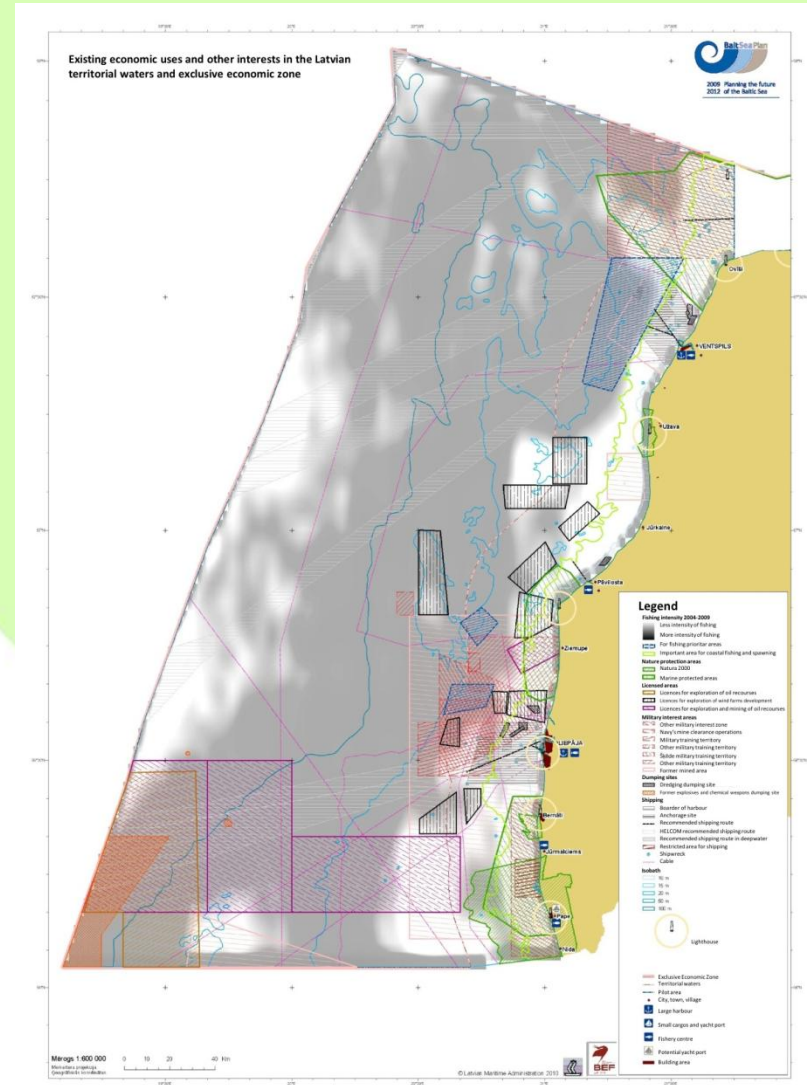 Existing economic uses and other interests in the Latvian
territorial waters and exclusive economic zone
BaltSeaPlan
2009 Planning the future
2012 of the Baltic Sea
Oviši
VENTSPILS
Užava
Jūrkalne
Pāvilosta
Ziemupe
LIEPĀJA
Bernāti
Jūrmalciems
Pape
Nida
Legend
Fishing intensity 2004-2009
Less intensity of fishing
More intensity of fishing
For fishing prioritar areas
Important area for coastal fishing and spawning
Nature protection areas
Natura 2000
Marine protected areas
Licensed areas
Licences for exploration of oil recourses
Licences for exploration of wind farms development
Licences for exploration and mining of oil recourses
Military interest areas
Other military interest zone
Navy's mine clearance operations
Military training territory
Other military training territory
Other military training territory
Former mined area
Dumping sites
Dredging dumping site
Former explosives and chemical weapons dumping site
Shipping
Boarder of harbour
Anchorage site
Recommended shipping route
HELCOM recommended shipping route
Recommended shipping route in deepwater
Restricted area for shipping
Shipwreck
Cable
Isobath
10 m
20 m
Lighthouse
Exclusive Economic Zone
Territorial waters
Pilot area
City, town, village
Large harbour
Small cargos and yacht port
Fishery centre
Potential yacht port
Building area
Mērogs 1:600 000
0 10 20 40 Km
© Latvian Maritime Administration 2010
BEF